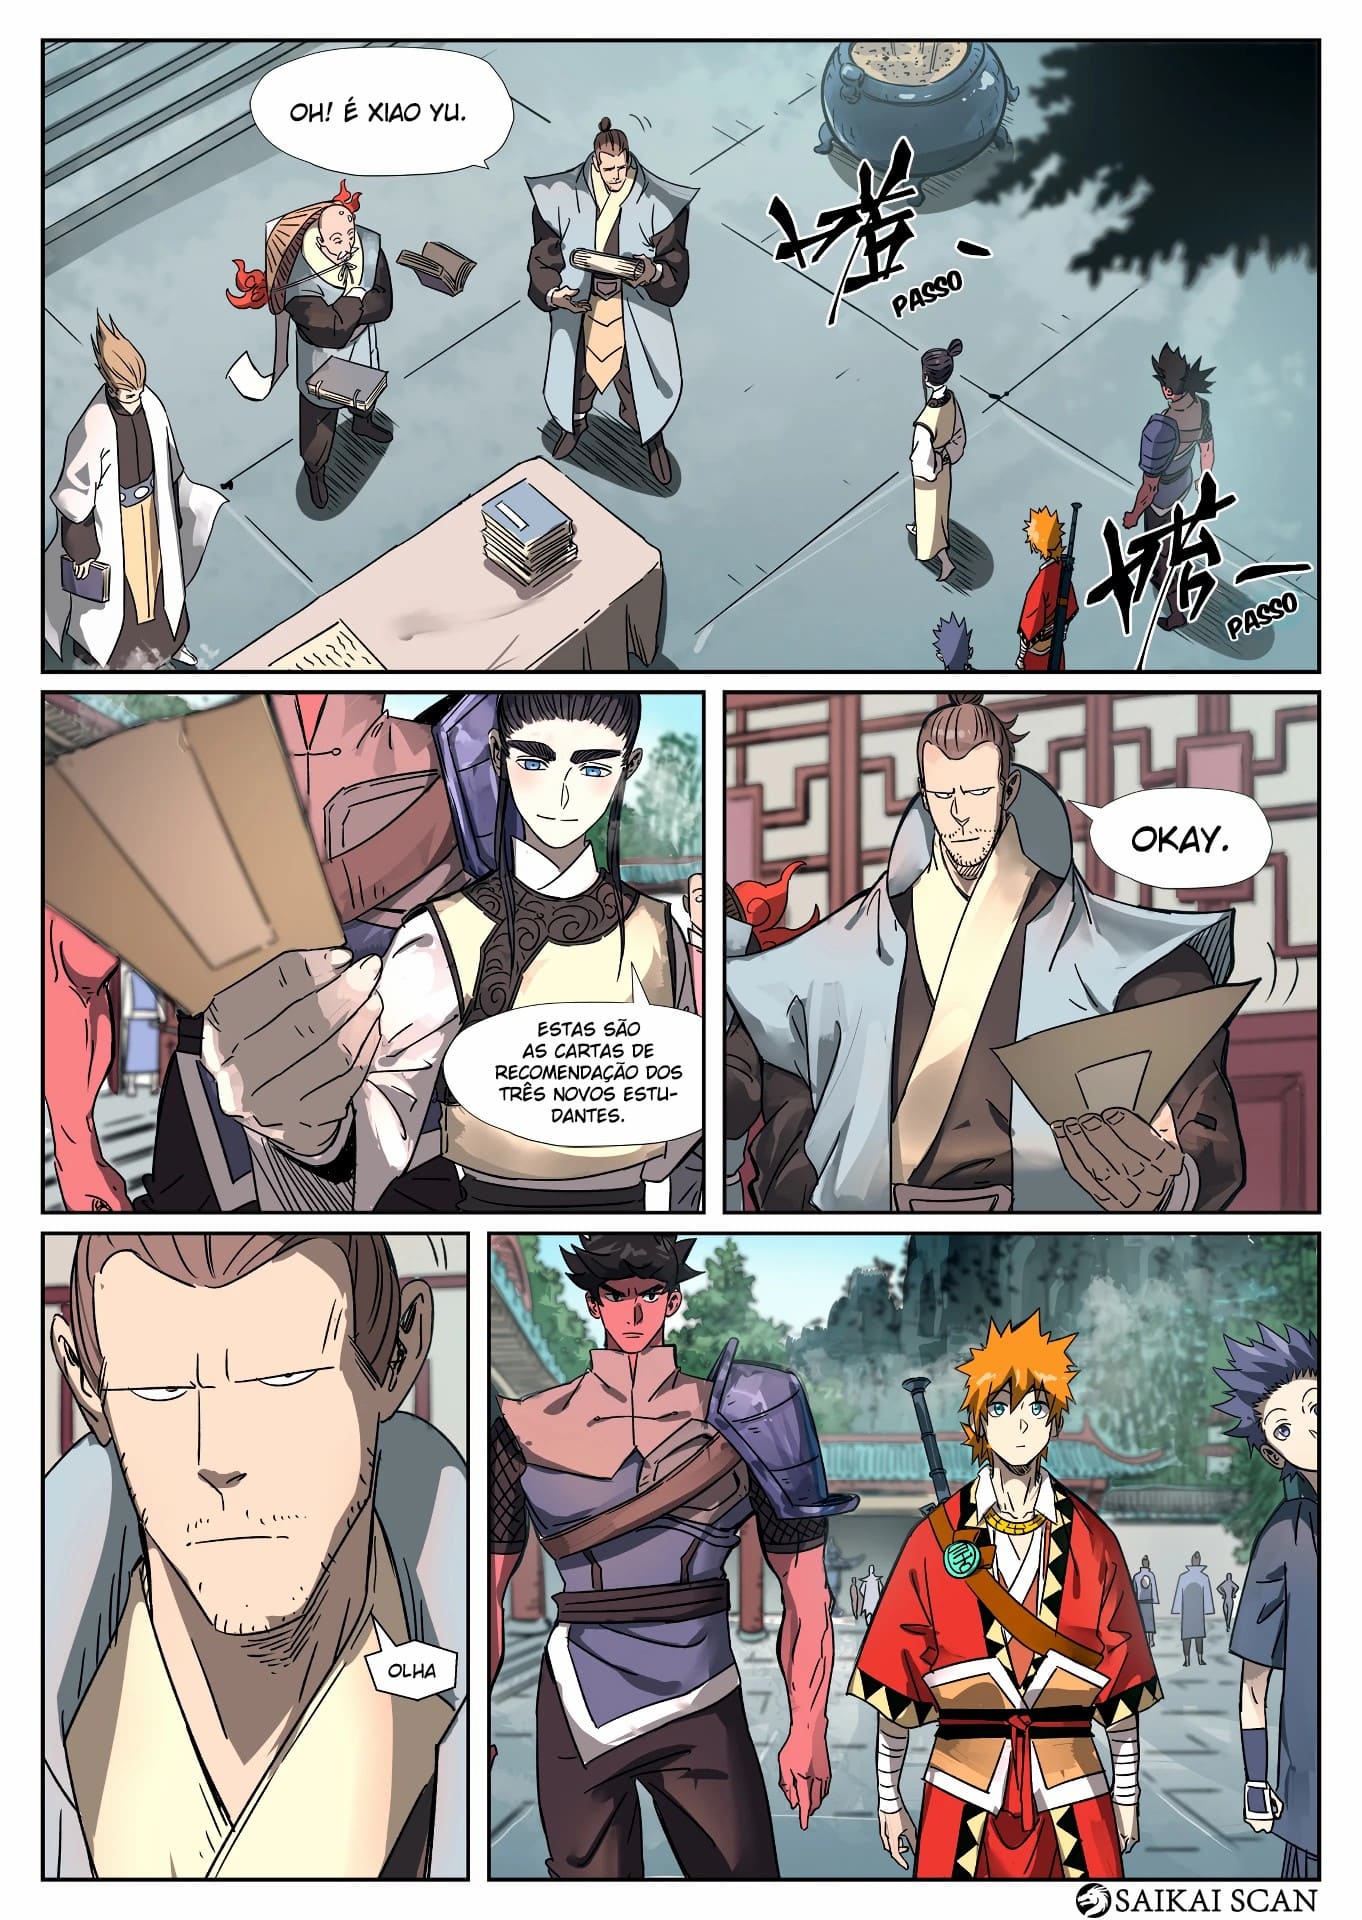 OH! É XIAO YU.
PASSO
PASSO
ESTAS SÃO
AS CARTAS DE
RECOMENDAÇÃO DOS
TRÊS NOVOS ESTU-
DANTES.
OKAY.
OLHA
SAIKAI SCAN